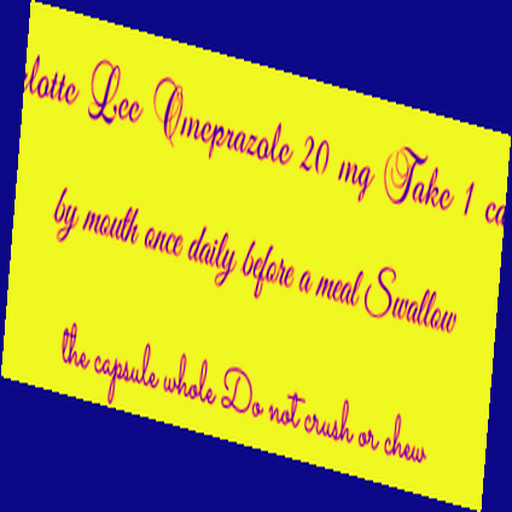 Lee Omeprazole 20 mg Take 1
by mouth once daily before a meal Swallow
the capsule whole Do not crush or chew